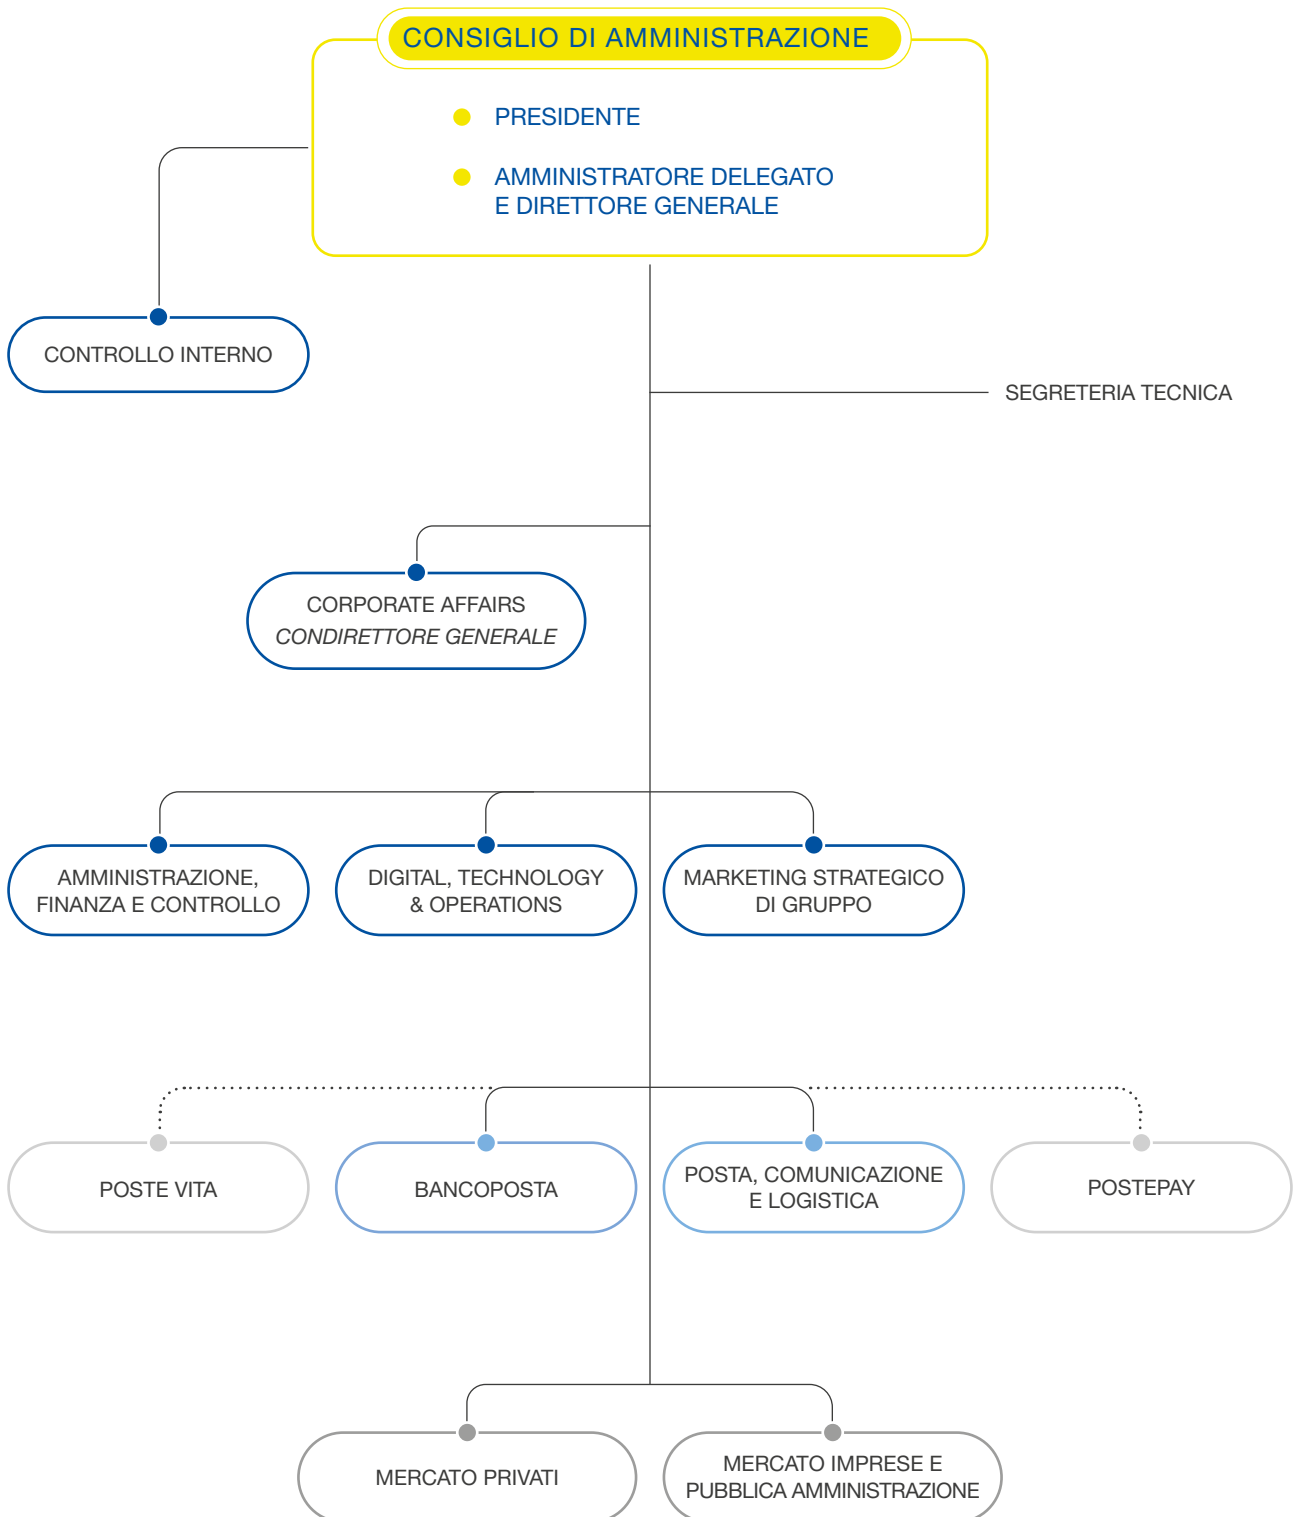 CONSIGLIO DI AMMINISTRAZIONE
PRESIDENTE
AMMINISTRATORE DELEGATO
E DIRETTORE GENERALE
CONTROLLO INTERNO
SEGRETERIA TECNICA
CORPORATE AFFAIRS
CONDIRETTORE GENERALE
AMMINISTRAZIONE,
FINANZA E CONTROLLO
DIGITAL, TECHNOLOGY
& OPERATIONS
MARKETING STRATEGICO
DI GRUPPO
POSTE VITA
BANCOPOSTA
POSTA, COMUNICAZIONE
E LOGISTICA
POSTEPAY
MERCATO PRIVATI
MERCATO IMPRESE E
PUBBLICA AMMINISTRAZIONE